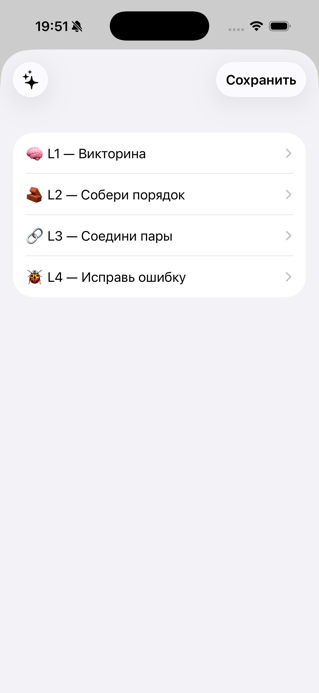 19:51
Сохранить
🧠 L1 — Викторина
🧱 L2 — Собери порядок
🔗 L3 — Соедини пары
🐞 L4 — Исправь ошибку